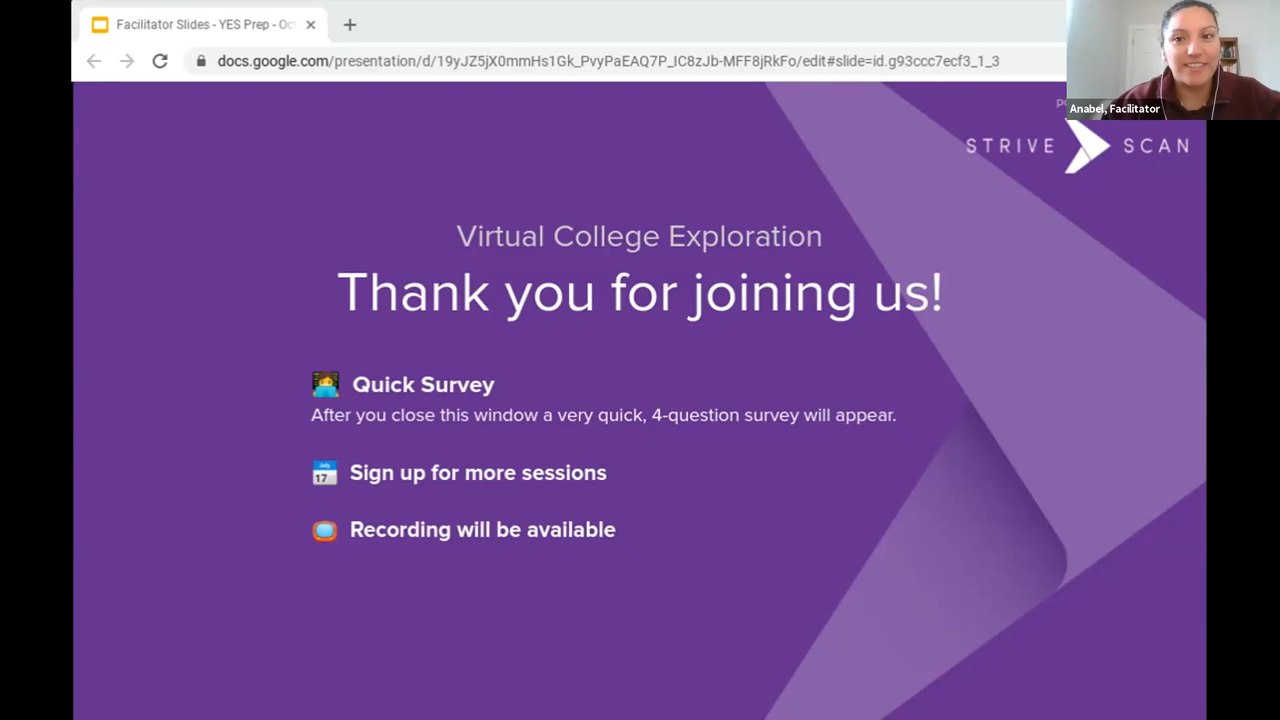 Facilitator Slides - YES Prep - Oc
docs.google.com/presentation/d/19yJZ5jX0mmHs1Gk_PvyPaEAQ7P_IC8zJb-MFF8jRkFo/edit#slide=id.g93ccc7ecf3_1_3
Anabel, Facilitator
STRIVE SCAN
Virtual College Exploration
Thank you for joining us!
Quick Survey
After you close this window a very quick, 4-question survey will appear.
July
17
Sign up for more sessions
Recording will be available